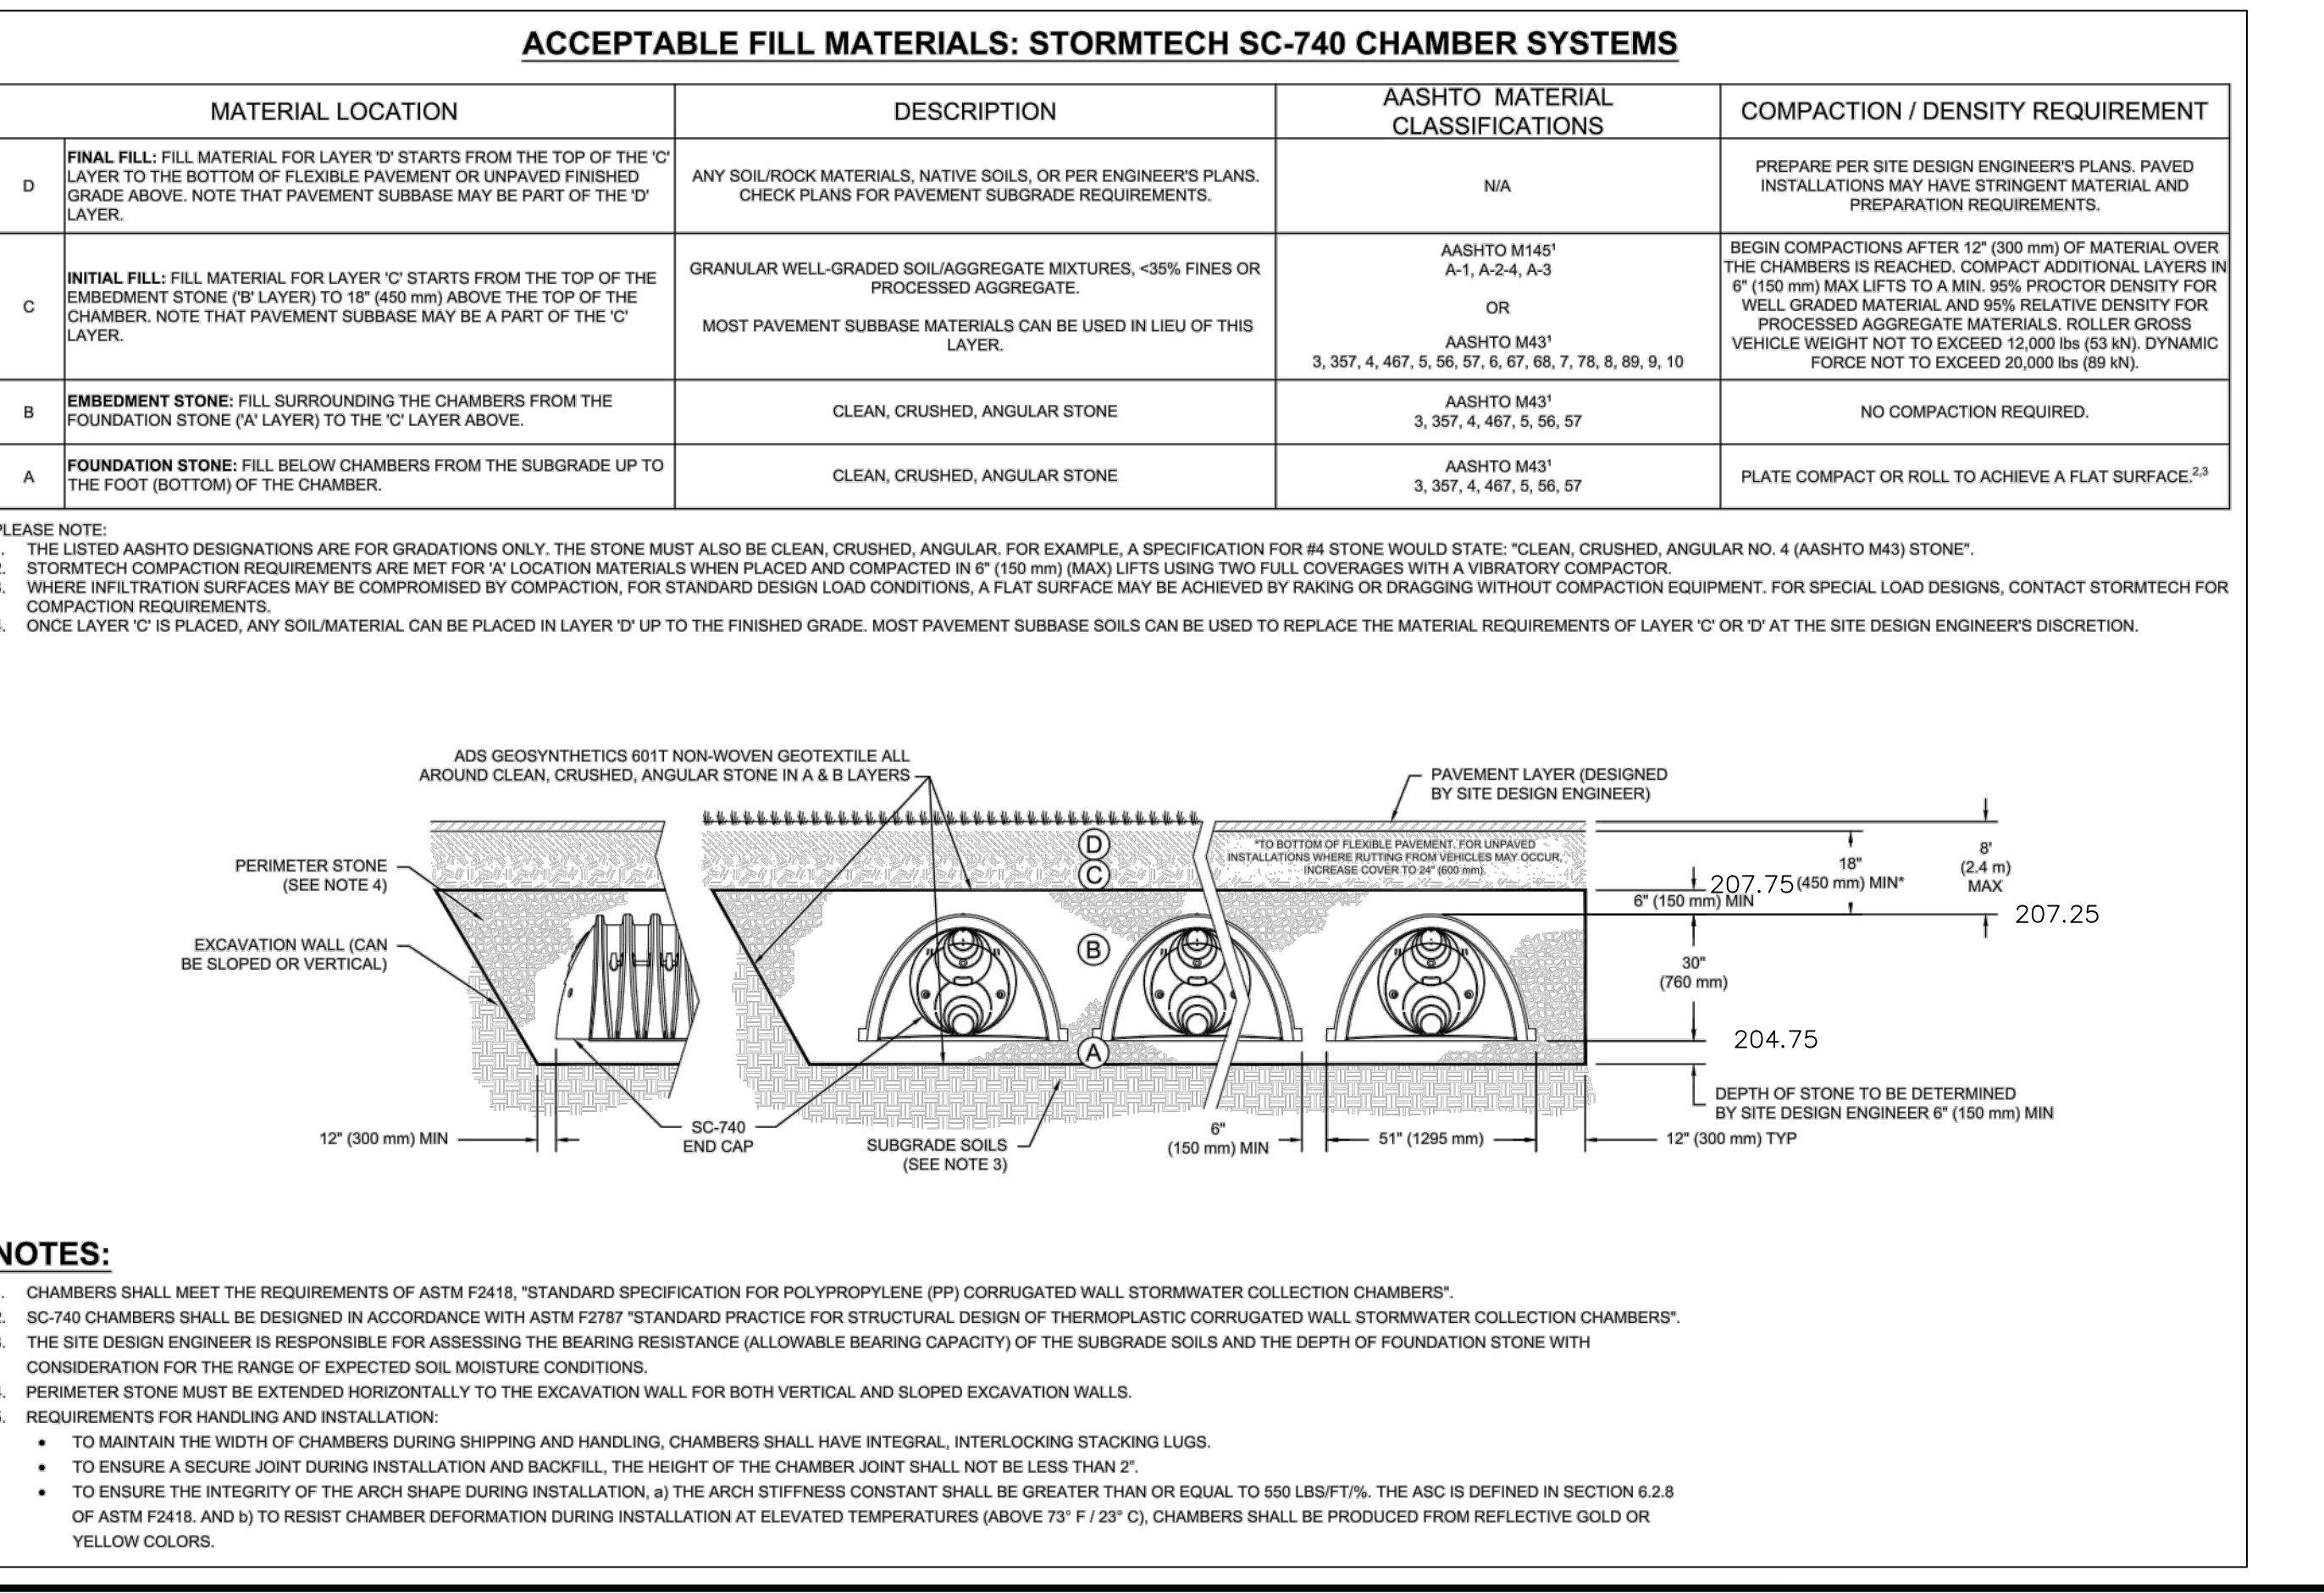 ACCEPTABLE FILL MATERIALS: STORMTECH SC-740 CHAMBER SYSTEMS
MATERIAL LOCATION
DESCRIPTION
AASHTO MATERIAL
CLASSIFICATIONS
COMPACTION / DENSITY REQUIREMENT
D
FINAL FILL: FILL MATERIAL FOR LAYER 'D' STARTS FROM THE TOP OF THE 'C'
LAYER TO THE BOTTOM OF FLEXIBLE PAVEMENT OR UNPAVED FINISHED
GRADE ABOVE. NOTE THAT PAVEMENT SUBBASE MAY BE PART OF THE 'D'
LAYER.
ANY SOIL/ROCK MATERIALS, NATIVE SOILS, OR PER ENGINEER'S PLANS.
CHECK PLANS FOR PAVEMENT SUBGRADE REQUIREMENTS.
N/A
PREPARE PER SITE DESIGN ENGINEER'S PLANS. PAVED
INSTALLATIONS MAY HAVE STRINGENT MATERIAL AND
PREPARATION REQUIREMENTS.
C
INITIAL FILL: FILL MATERIAL FOR LAYER 'C' STARTS FROM THE TOP OF THE
EMBEDMENT STONE ('B' LAYER) TO 18" (450 mm) ABOVE THE TOP OF THE
CHAMBER. NOTE THAT PAVEMENT SUBBASE MAY BE A PART OF THE 'C'
LAYER.
GRANULAR WELL-GRADED SOIL/AGGREGATE MIXTURES, <35% FINES OR
PROCESSED AGGREGATE.
MOST PAVEMENT SUBBASE MATERIALS CAN BE USED IN LIEU OF THIS
LAYER.
AASHTO M145¹
A-1, A-2-4, A-3
OR
AASHTO M43¹
3, 357, 4, 467, 5, 56, 57, 6, 67, 68, 7, 78, 8, 89, 9, 10
BEGIN COMPACTIONS AFTER 12" (300 mm) OF MATERIAL OVER
THE CHAMBERS IS REACHED. COMPACT ADDITIONAL LAYERS IN
6" (150 mm) MAX LIFTS TO A MIN. 95% PROCTOR DENSITY FOR
WELL GRADED MATERIAL AND 95% RELATIVE DENSITY FOR
PROCESSED AGGREGATE MATERIALS. ROLLER GROSS
VEHICLE WEIGHT NOT TO EXCEED 12,000 lbs (53 kN). DYNAMIC
FORCE NOT TO EXCEED 20,000 lbs (89 kN).
B
EMBEDMENT STONE: FILL SURROUNDING THE CHAMBERS FROM THE
FOUNDATION STONE ('A' LAYER) TO THE 'C' LAYER ABOVE.
CLEAN, CRUSHED, ANGULAR STONE
AASHTO M43¹
3, 357, 4, 467, 5, 56, 57
NO COMPACTION REQUIRED.
A
FOUNDATION STONE: FILL BELOW CHAMBERS FROM THE SUBGRADE UP TO
THE FOOT (BOTTOM) OF THE CHAMBER.
CLEAN, CRUSHED, ANGULAR STONE
AASHTO M43¹
3, 357, 4, 467, 5, 56, 57
PLATE COMPACT OR ROLL TO ACHIEVE A FLAT SURFACE.²,³
PLEASE NOTE:
THE LISTED AASHTO DESIGNATIONS ARE FOR GRADATIONS ONLY. THE STONE MUST ALSO BE CLEAN, CRUSHED, ANGULAR. FOR EXAMPLE, A SPECIFICATION FOR #4 STONE WOULD STATE: "CLEAN, CRUSHED, ANGULAR NO. 4 (AASHTO M43) STONE".
STORMTECH COMPACTION REQUIREMENTS ARE MET FOR 'A' LOCATION MATERIALS WHEN PLACED AND COMPACTED IN 6" (150 mm) (MAX) LIFTS USING TWO FULL COVERAGES WITH A VIBRATORY COMPACTOR.
WHERE INFILTRATION SURFACES MAY BE COMPROMISED BY COMPACTION, FOR STANDARD DESIGN LOAD CONDITIONS, A FLAT SURFACE MAY BE ACHIEVED BY RAKING OR DRAGGING WITHOUT COMPACTION EQUIPMENT. FOR SPECIAL LOAD DESIGNS, CONTACT STORMTECH FOR
COMPACTION REQUIREMENTS.
ONCE LAYER 'C' IS PLACED, ANY SOIL/MATERIAL CAN BE PLACED IN LAYER 'D' UP TO THE FINISHED GRADE. MOST PAVEMENT SUBBASE SOILS CAN BE USED TO REPLACE THE MATERIAL REQUIREMENTS OF LAYER 'C' OR 'D' AT THE SITE DESIGN ENGINEER'S DISCRETION.
ADS GEOSYNTHETICS 601T NON-WOVEN GEOTEXTILE ALL
AROUND CLEAN, CRUSHED, ANGULAR STONE IN A & B LAYERS
PAVEMENT LAYER (DESIGNED
BY SITE DESIGN ENGINEER)
PERIMETER STONE
(SEE NOTE 4)
EXCAVATION WALL (CAN
BE SLOPED OR VERTICAL)
D
C
B
A
*TO BOTTOM OF FLEXIBLE PAVEMENT. FOR UNPAVED
INSTALLATIONS WHERE RUTTING FROM VEHICLES MAY OCCUR,
INCREASE COVER TO 24" (600 mm).
207.75
6" (150 mm) MIN
18"
(450 mm) MIN*
8'
(2.4 m)
MAX
207.25
30"
(760 mm)
204.75
DEPTH OF STONE TO BE DETERMINED
BY SITE DESIGN ENGINEER 6" (150 mm) MIN
12" (300 mm) MIN
SC-740
END CAP
SUBGRADE SOILS
(SEE NOTE 3)
6"
(150 mm) MIN
51" (1295 mm)
12" (300 mm) TYP
NOTES:
CHAMBERS SHALL MEET THE REQUIREMENTS OF ASTM F2418, "STANDARD SPECIFICATION FOR POLYPROPYLENE (PP) CORRUGATED WALL STORMWATER COLLECTION CHAMBERS".
SC-740 CHAMBERS SHALL BE DESIGNED IN ACCORDANCE WITH ASTM F2787 "STANDARD PRACTICE FOR STRUCTURAL DESIGN OF THERMOPLASTIC CORRUGATED WALL STORMWATER COLLECTION CHAMBERS".
THE SITE DESIGN ENGINEER IS RESPONSIBLE FOR ASSESSING THE BEARING RESISTANCE (ALLOWABLE BEARING CAPACITY) OF THE SUBGRADE SOILS AND THE DEPTH OF FOUNDATION STONE WITH
CONSIDERATION FOR THE RANGE OF EXPECTED SOIL MOISTURE CONDITIONS.
PERIMETER STONE MUST BE EXTENDED HORIZONTALLY TO THE EXCAVATION WALL FOR BOTH VERTICAL AND SLOPED EXCAVATION WALLS.
REQUIREMENTS FOR HANDLING AND INSTALLATION:
• TO MAINTAIN THE WIDTH OF CHAMBERS DURING SHIPPING AND HANDLING, CHAMBERS SHALL HAVE INTEGRAL, INTERLOCKING STACKING LUGS.
• TO ENSURE A SECURE JOINT DURING INSTALLATION AND BACKFILL, THE HEIGHT OF THE CHAMBER JOINT SHALL NOT BE LESS THAN 2".
• TO ENSURE THE INTEGRITY OF THE ARCH SHAPE DURING INSTALLATION, a) THE ARCH STIFFNESS CONSTANT SHALL BE GREATER THAN OR EQUAL TO 550 LBS/FT/%. THE ASC IS DEFINED IN SECTION 6.2.8
OF ASTM F2418. AND b) TO RESIST CHAMBER DEFORMATION DURING INSTALLATION AT ELEVATED TEMPERATURES (ABOVE 73° F / 23° C), CHAMBERS SHALL BE PRODUCED FROM REFLECTIVE GOLD OR
YELLOW COLORS.